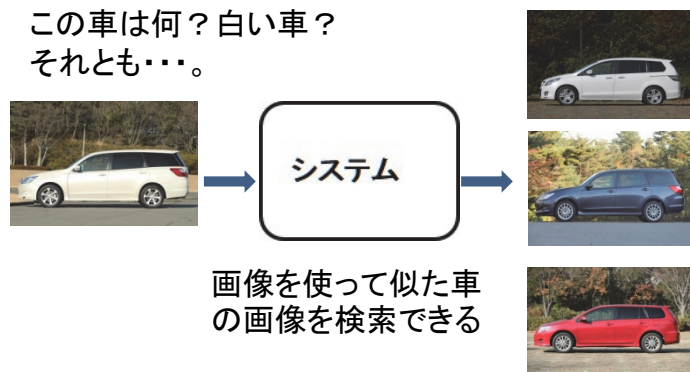 この車は何？白い車？
それとも・・・。
システム
画像を使って似た車
の画像を検索できる